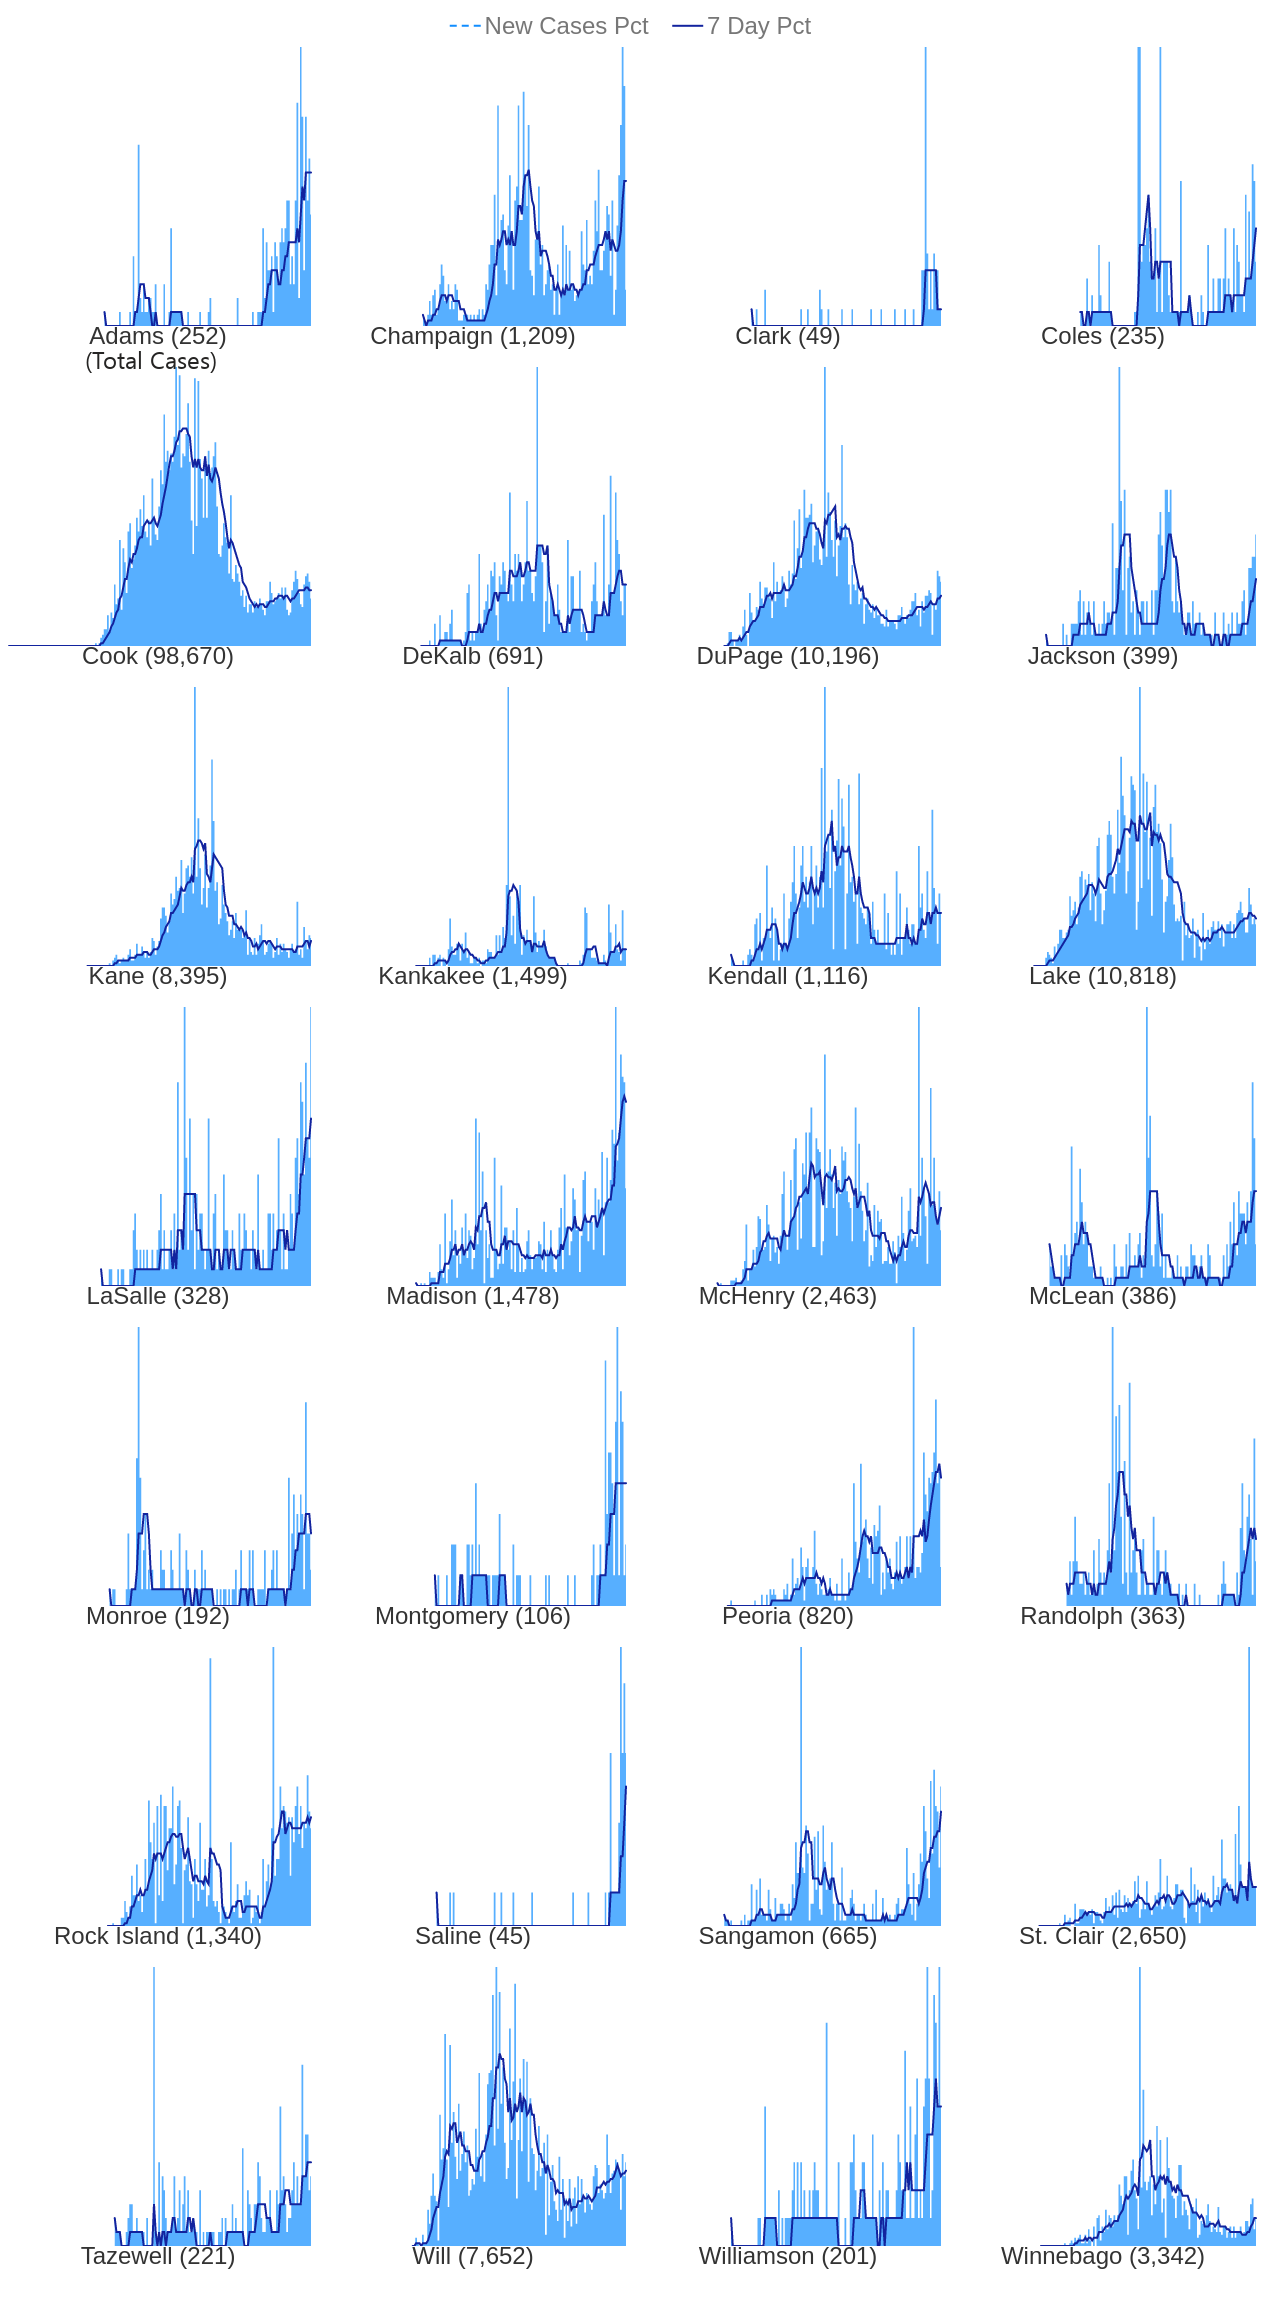 New Cases Pct 7 Day Pct
Adams (252) Champaign (1,209) Clark (49) Coles (235)
(Total Cases)
Cook (98,670) DeKalb (691) DuPage (10,196) Jackson (399)
Kane (8,395) Kankakee (1,499) Kendall (1,116) Lake (10,818)
LaSalle (328) Madison (1,478) McHenry (2,463) McLean (386)
Monroe (192) Montgomery (106) Peoria (820) Randolph (363)
Rock Island (1,340) Saline (45) Sangamon (665) St. Clair (2,650)
Tazewell (221) Will (7,652) Williamson (201) Winnebago (3,342)